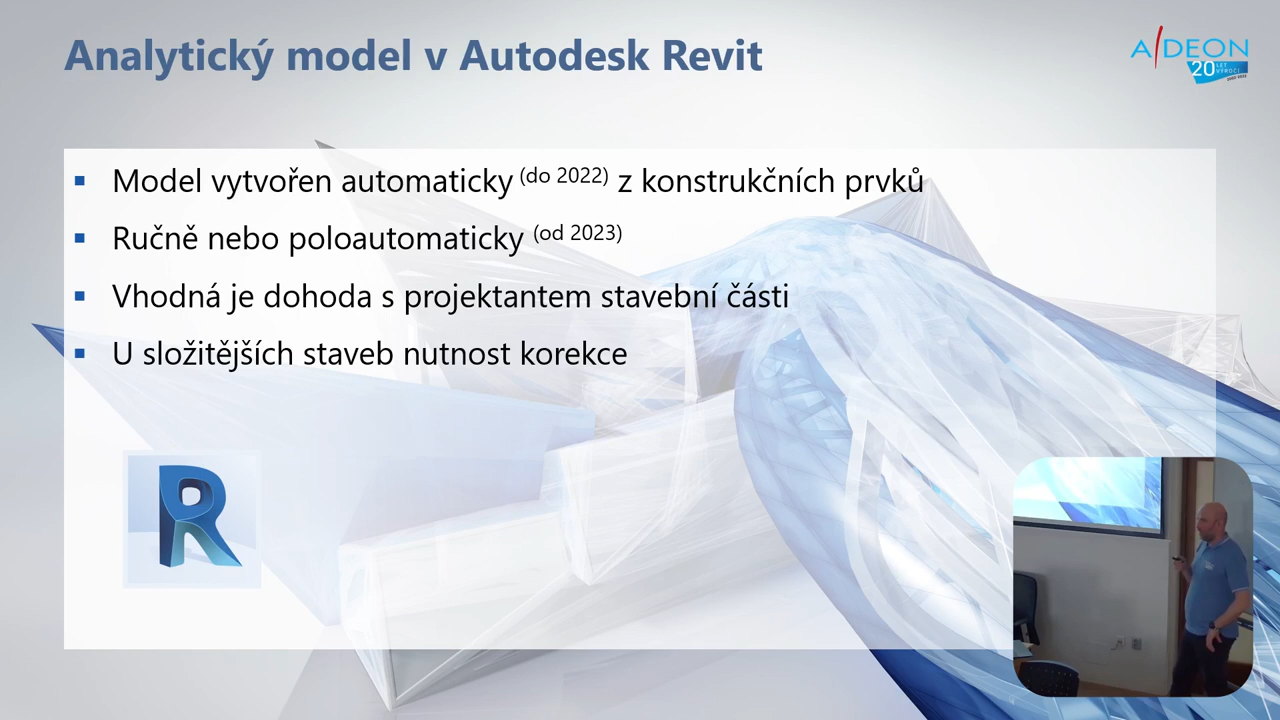 Analytický model v Autodesk Revit
A/DEON
20 LET
VÝROČÍ
Model vytvořen automaticky (do 2022) z konstrukčních prvků
Ručně nebo poloautomaticky (od 2023)
Vhodná je dohoda s projektantem stavební části
U složitějších staveb nutnost korekce
R